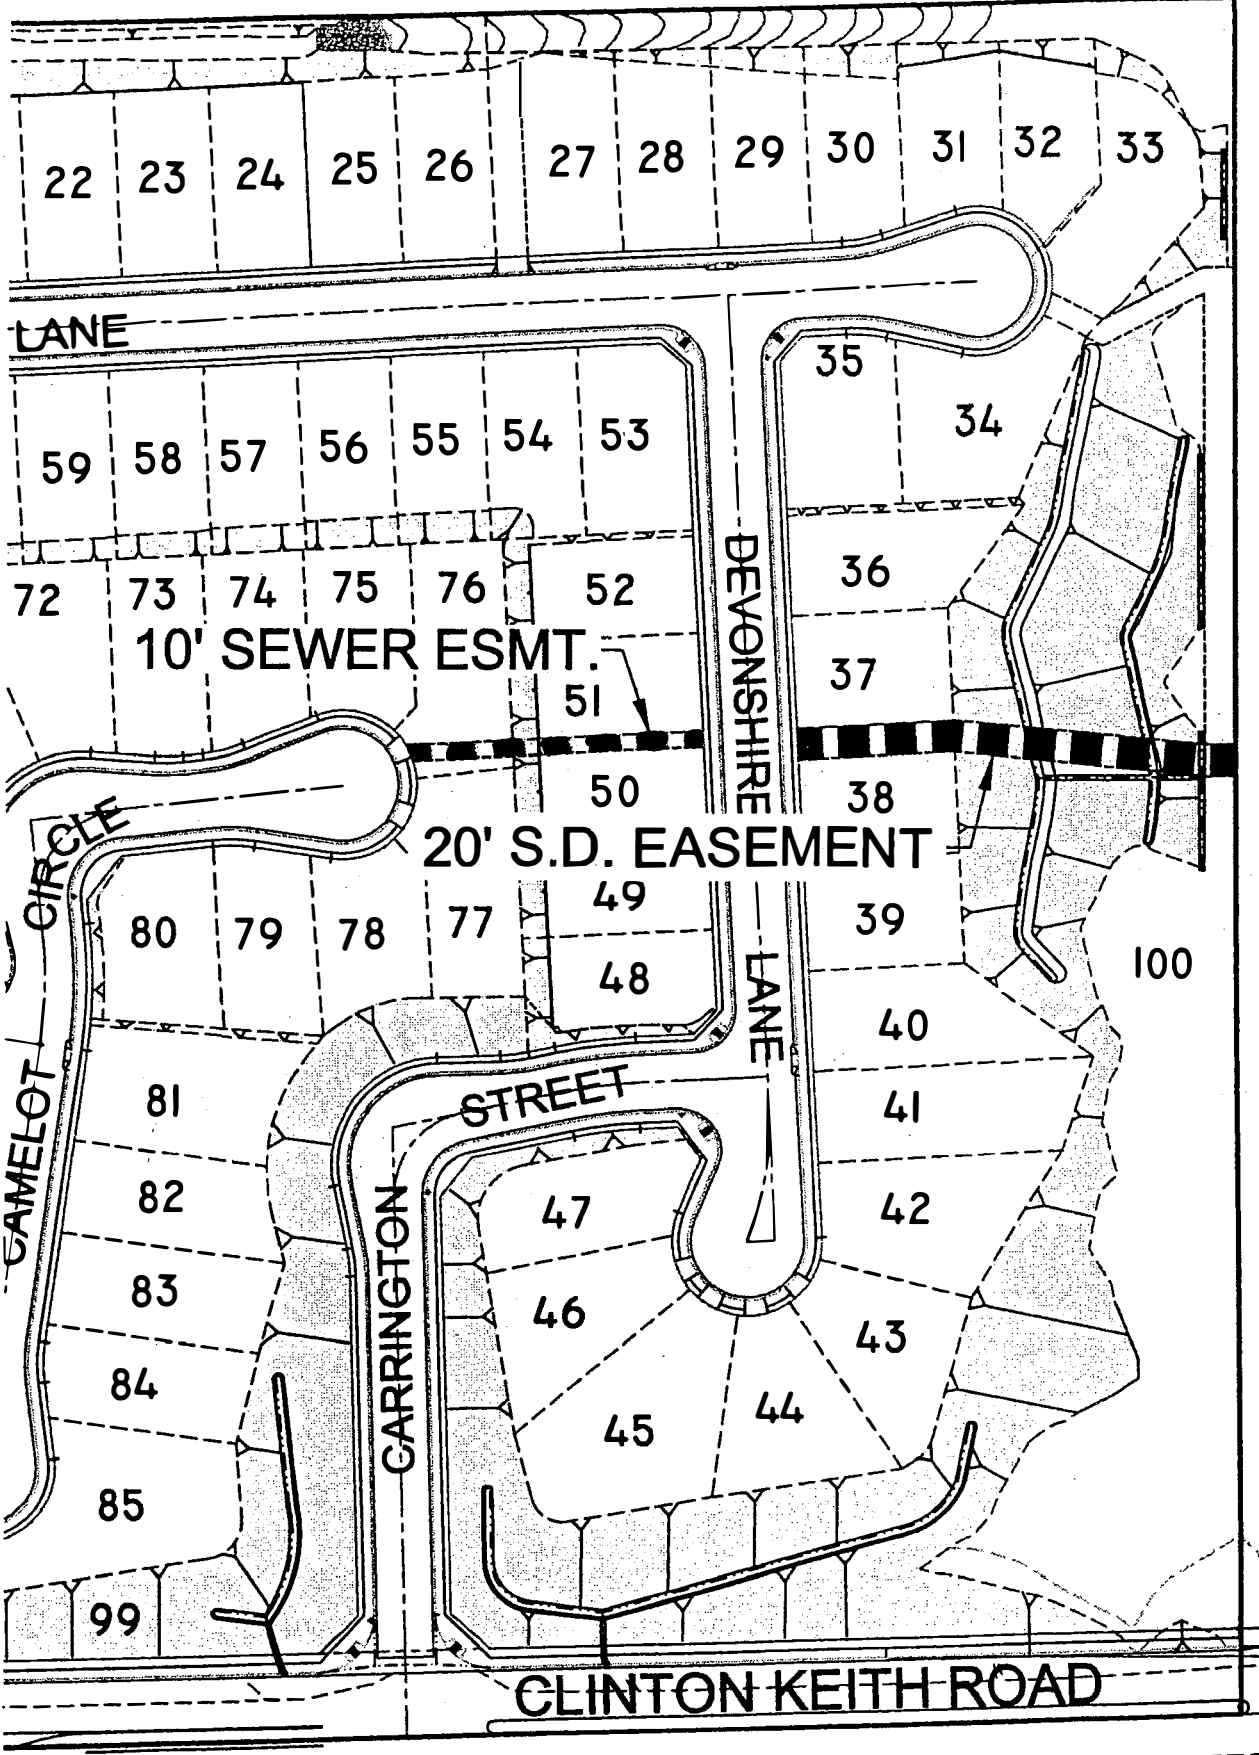 22 23 24 25 26 27 28 29 30 31 32 33
LANE
35
34
59 58 57 56 55 54 53
DEVONSHIRE LANE
72 73 74 75 76 52 36
10' SEWER ESMT.
51 37
50 38
CIRCLE
20' S.D. EASEMENT
49 39
80 79 78 77
48 100
40
CAMELOT
81 STREET 41
82 47 42
CARRINGTON
83 46 43
84 45 44
85
99
CLINTON KEITH ROAD